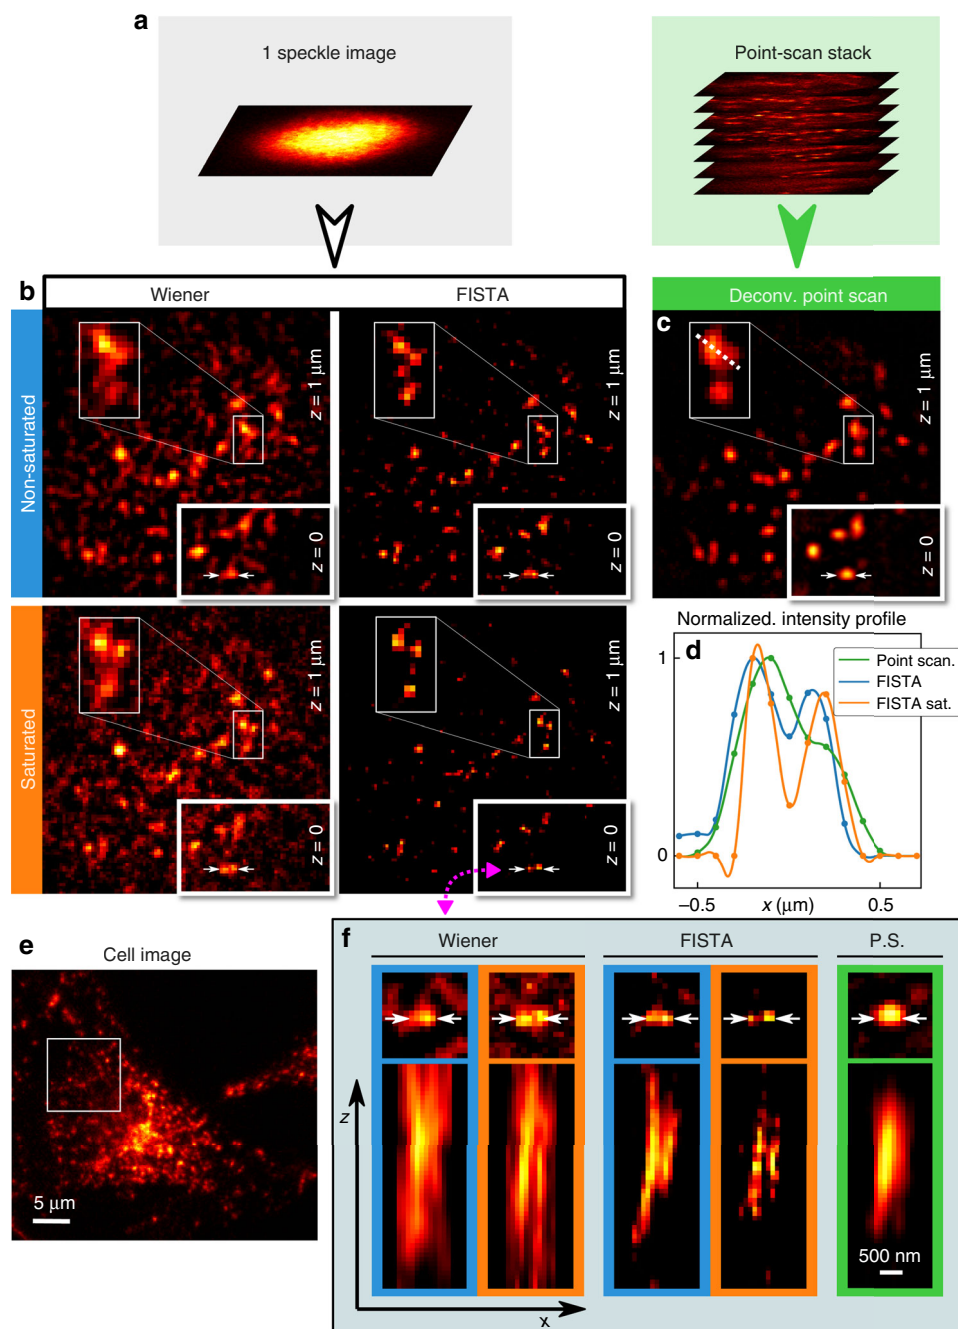 a
1 speckle image
Point-scan stack
b
Wiener
FISTA
Deconv. point scan
c
Non-saturated
z = 1 μm
z = 1 μm
z = 1 μm
z = 0
z = 0
z = 0
Saturated
z = 1 μm
z = 1 μm
z = 0
z = 0
Normalized. intensity profile
d
1
0
Point scan.
FISTA
FISTA sat.
–0.5
x (μm)
0.5
e
Cell image
5 μm
f
Wiener
FISTA
P.S.
z
x
500 nm